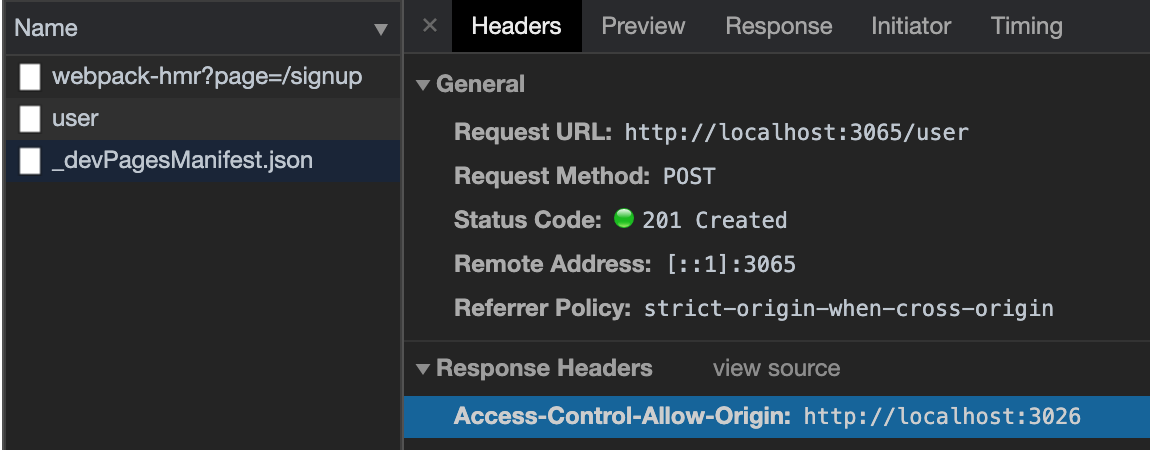 Name
webpack-hmr?page=/signup
user
_devPagesManifest.json
Headers Preview Response Initiator Timing
General
Request URL: http://localhost:3065/user
Request Method: POST
Status Code: 201 Created
Remote Address: [::1]:3065
Referrer Policy: strict-origin-when-cross-origin
Response Headers view source
Access-Control-Allow-Origin: http://localhost:3026